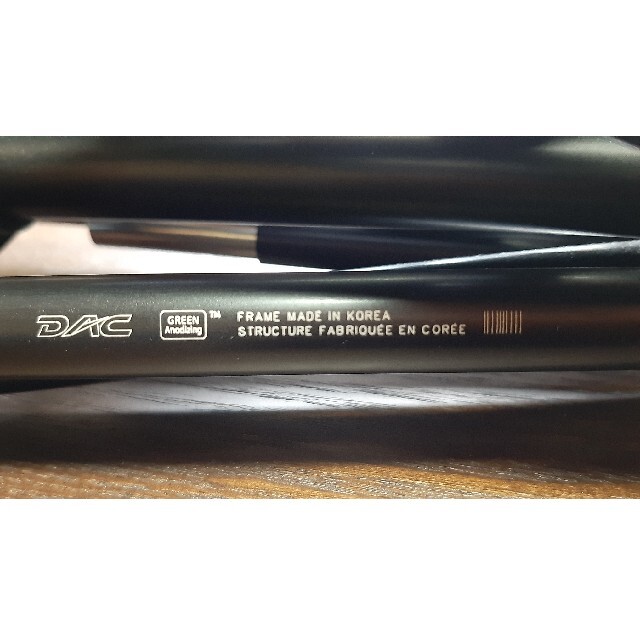 DAC
GREEN
Anodizing
™
FRAME MADE IN KOREA
STRUCTURE FABRIQUÉE EN CORÉE